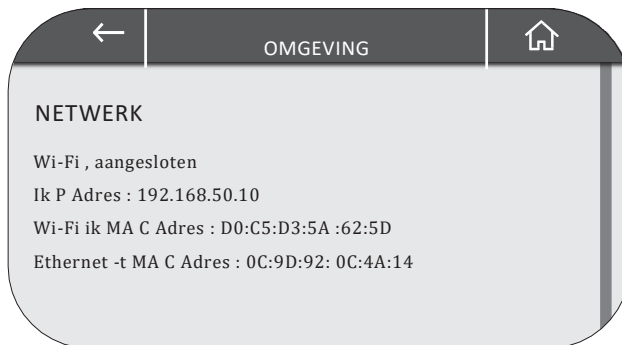 OMGEVING
NETWERK
Wi-Fi , aangesloten
Ik P Adres : 192.168.50.10
Wi-Fi ik MA C Adres : D0:C5:D3:5A :62:5D
Ethernet -t MA C Adres : 0C:9D:92: 0C:4A:14